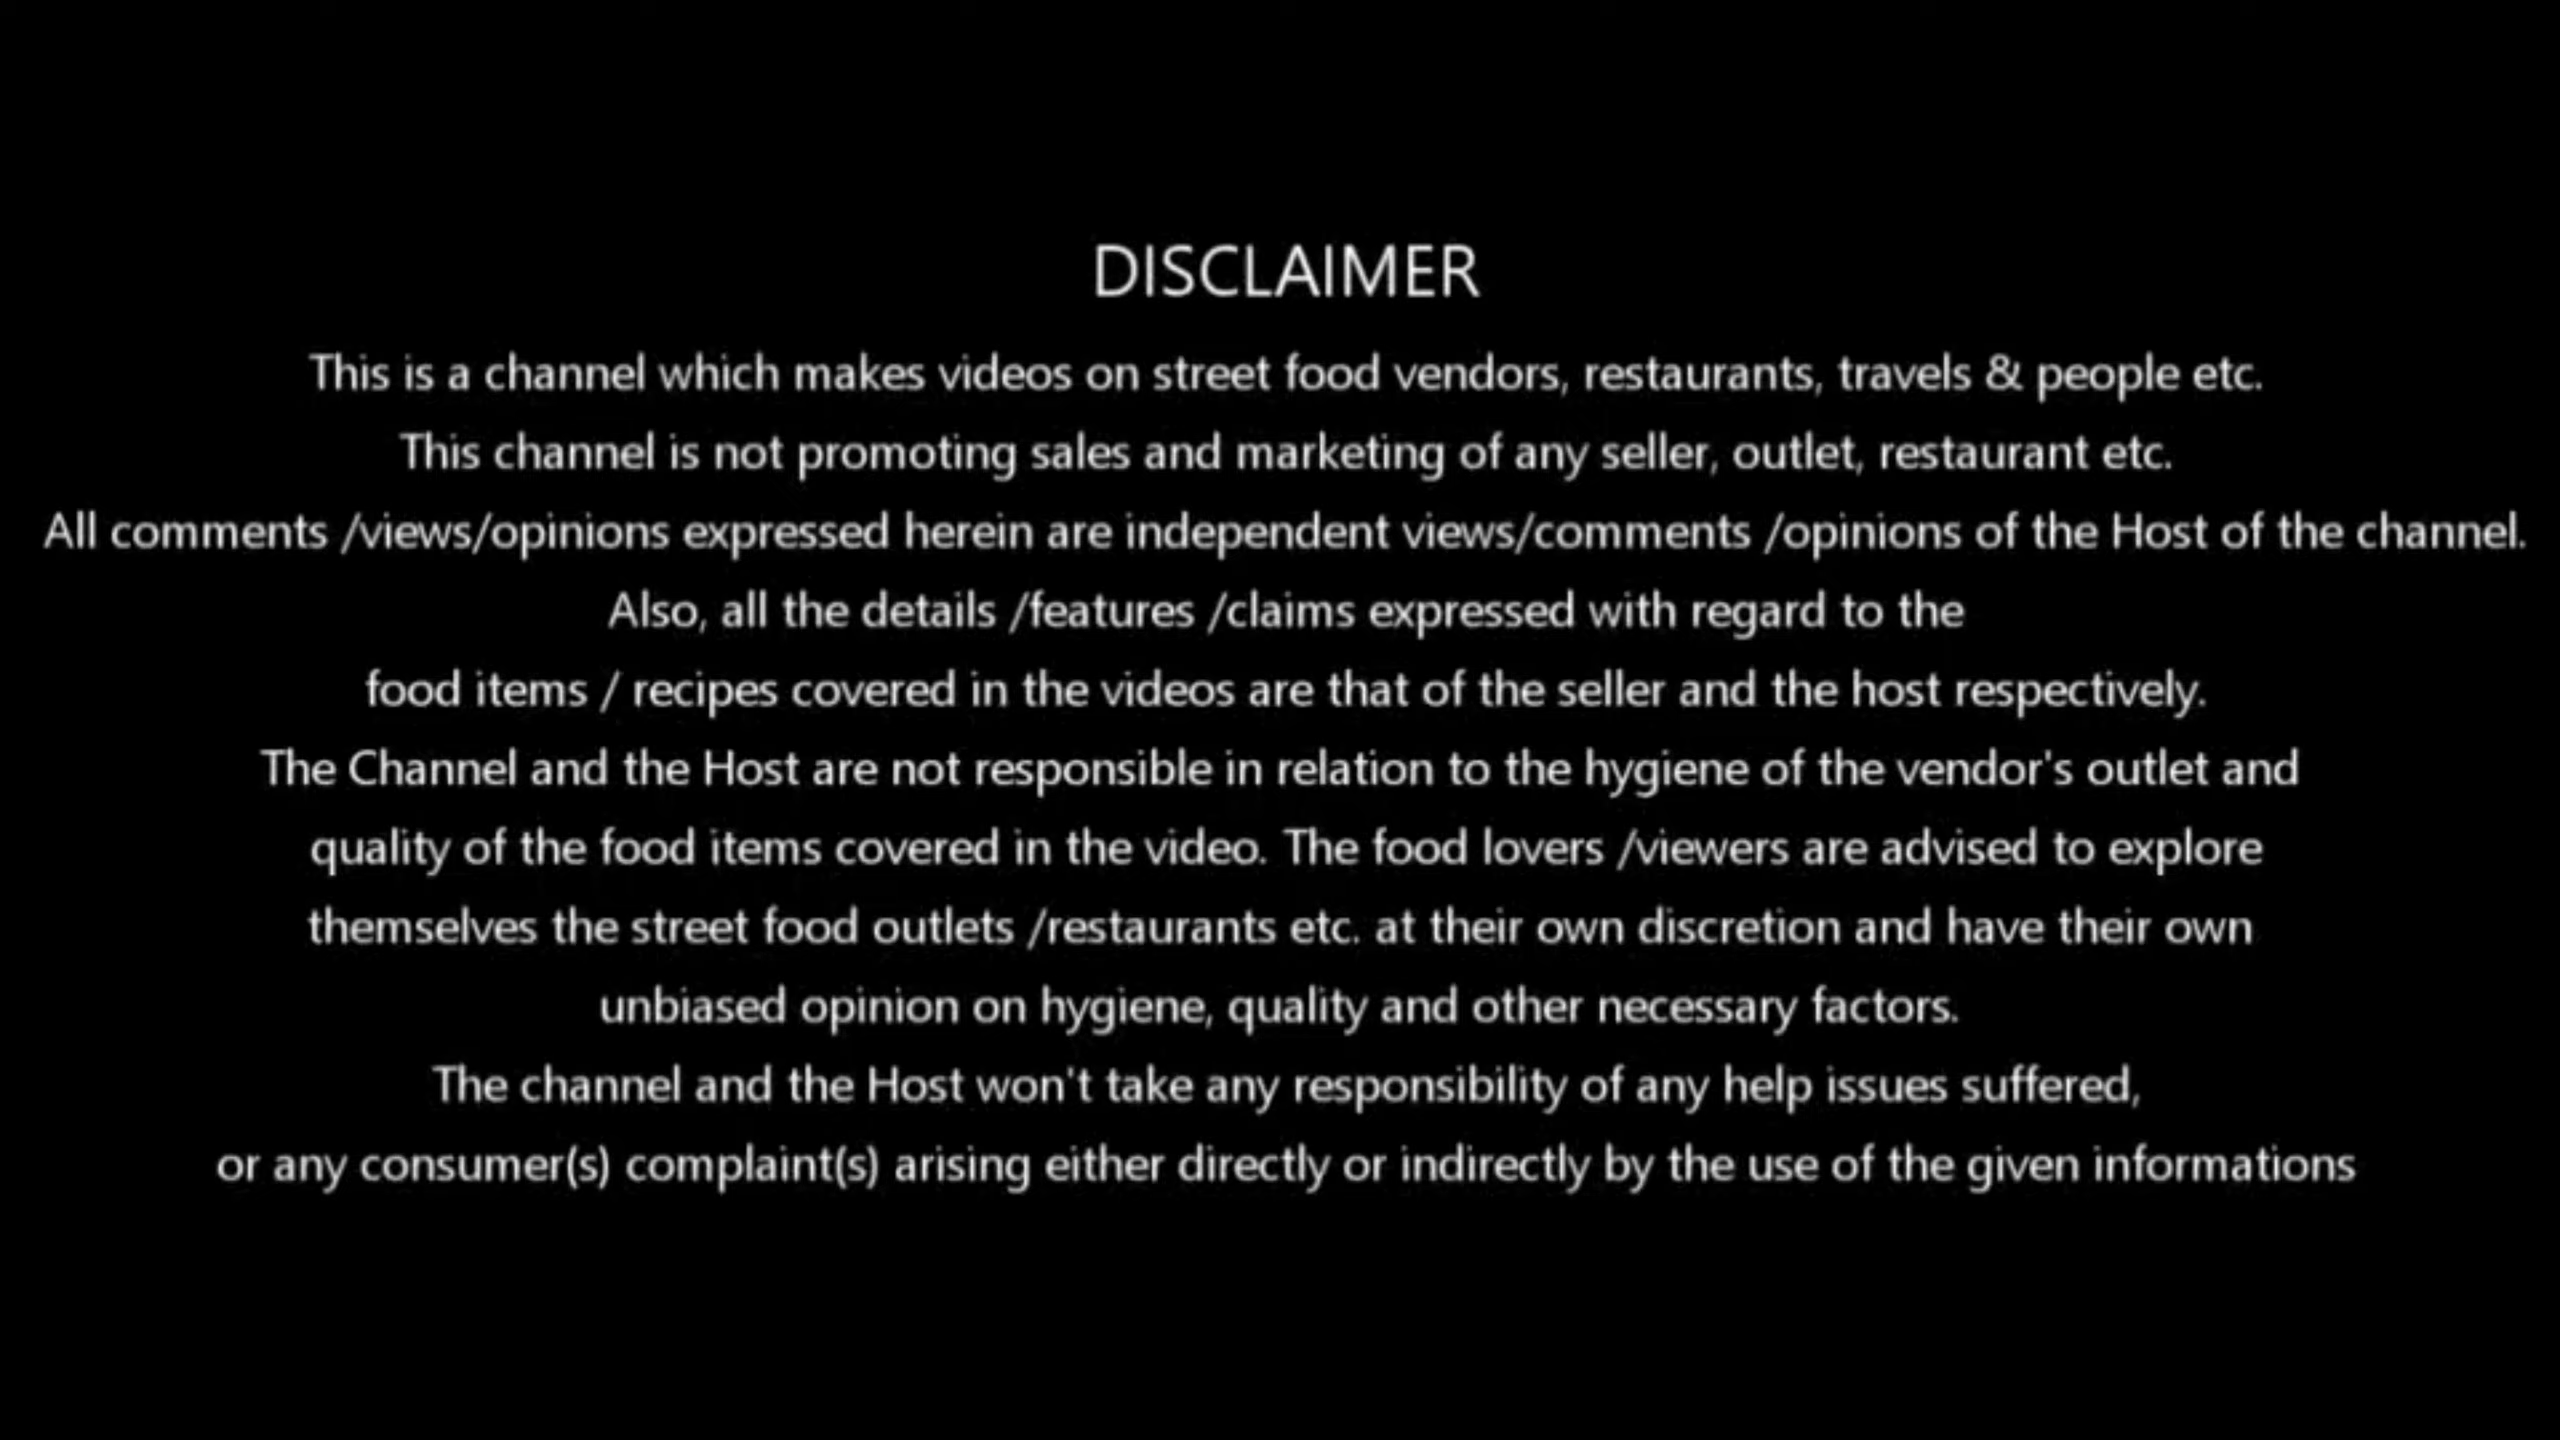 DISCLAIMER
This is a channel which makes videos on street food vendors, restaurants, travels & people etc.
This channel is not promoting sales and marketing of any seller, outlet, restaurant etc.
All comments /views/opinions expressed herein are independent views/comments /opinions of the Host of the channel.
Also, all the details /features /claims expressed with regard to the
food items / recipes covered in the videos are that of the seller and the host respectively.
The Channel and the Host are not responsible in relation to the hygiene of the vendor's outlet and
quality of the food items covered in the video. The food lovers /viewers are advised to explore
themselves the street food outlets /restaurants etc. at their own discretion and have their own
unbiased opinion on hygiene, quality and other necessary factors.
The channel and the Host won't take any responsibility of any help issues suffered,
or any consumer(s) complaint(s) arising either directly or indirectly by the use of the given informations